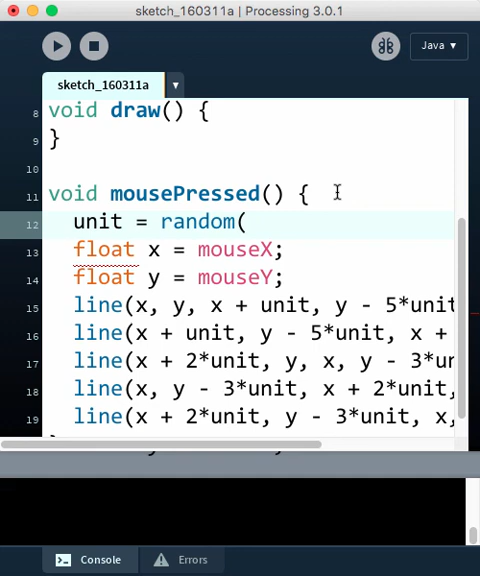 sketch_160311a | Processing 3.0.1
Java ▾
sketch_160311a ▾
8 void draw() {
9 }
10
11 void mousePressed() {
12 unit = random(
13 float x = mouseX;
14 float y = mouseY;
15 line(x, y, x + unit, y - 5*unit
16 line(x + unit, y - 5*unit, x +
17 line(x + 2*unit, y, x, y - 3*un
18 line(x, y - 3*unit, x + 2*unit,
19 line(x + 2*unit, y - 3*unit, x,
Console
Errors